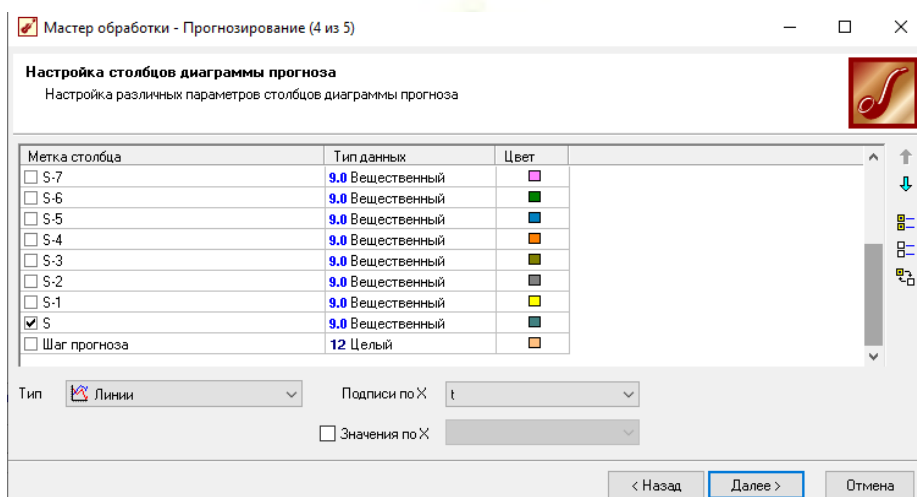 Мастер обработки - Прогнозирование (4 из 5)
Настройка столбцов диаграммы прогноза
Настройка различных параметров столбцов диаграммы прогноза
Метка столбца Тип данных Цвет
S-7 9.0 Вещественный
S-6 9.0 Вещественный
S-5 9.0 Вещественный
S-4 9.0 Вещественный
S-3 9.0 Вещественный
S-2 9.0 Вещественный
S-1 9.0 Вещественный
S 9.0 Вещественный
Шаг прогноза 12 Целый
Тип Линии Подписи по X t
Значения по X
< Назад Далее > Отмена